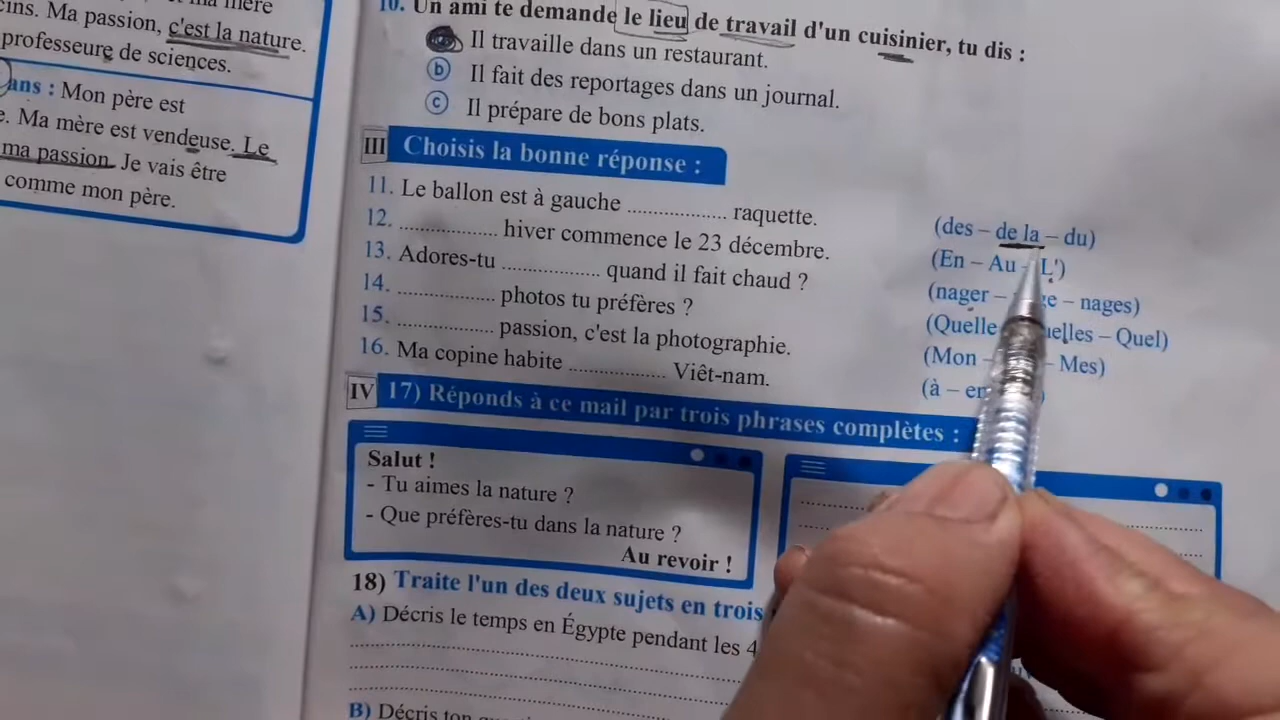 ma mère
cins. Ma passion, c'est la nature.
professeure de sciences.
ans : Mon père est
e. Ma mère est vendeuse. Le
ma passion. Je vais être
comme mon père.
10. Un ami te demande le lieu de travail d'un cuisinier, tu dis :
Il travaille dans un restaurant.
b Il fait des reportages dans un journal.
c Il prépare de bons plats.
III Choisis la bonne réponse :
11. Le ballon est à gauche .................. raquette. (des – de la – du)
12. .................. hiver commence le 23 décembre. (En – Au – L')
13. Adores-tu .................. quand il fait chaud ? (nager – ge – nages)
14. .................. photos tu préfères ? (Quelle uelles – Quel)
15. .................. passion, c'est la photographie. (Mon – – Mes)
16. Ma copine habite .................. Viêt-nam. (à – en )
IV 17) Réponds à ce mail par trois phrases complètes :
Salut !
- Tu aimes la nature ?
- Que préfères-tu dans la nature ?
Au revoir !
18) Traite l'un des deux sujets en trois
A) Décris le temps en Égypte pendant les 4
B) Décris ton